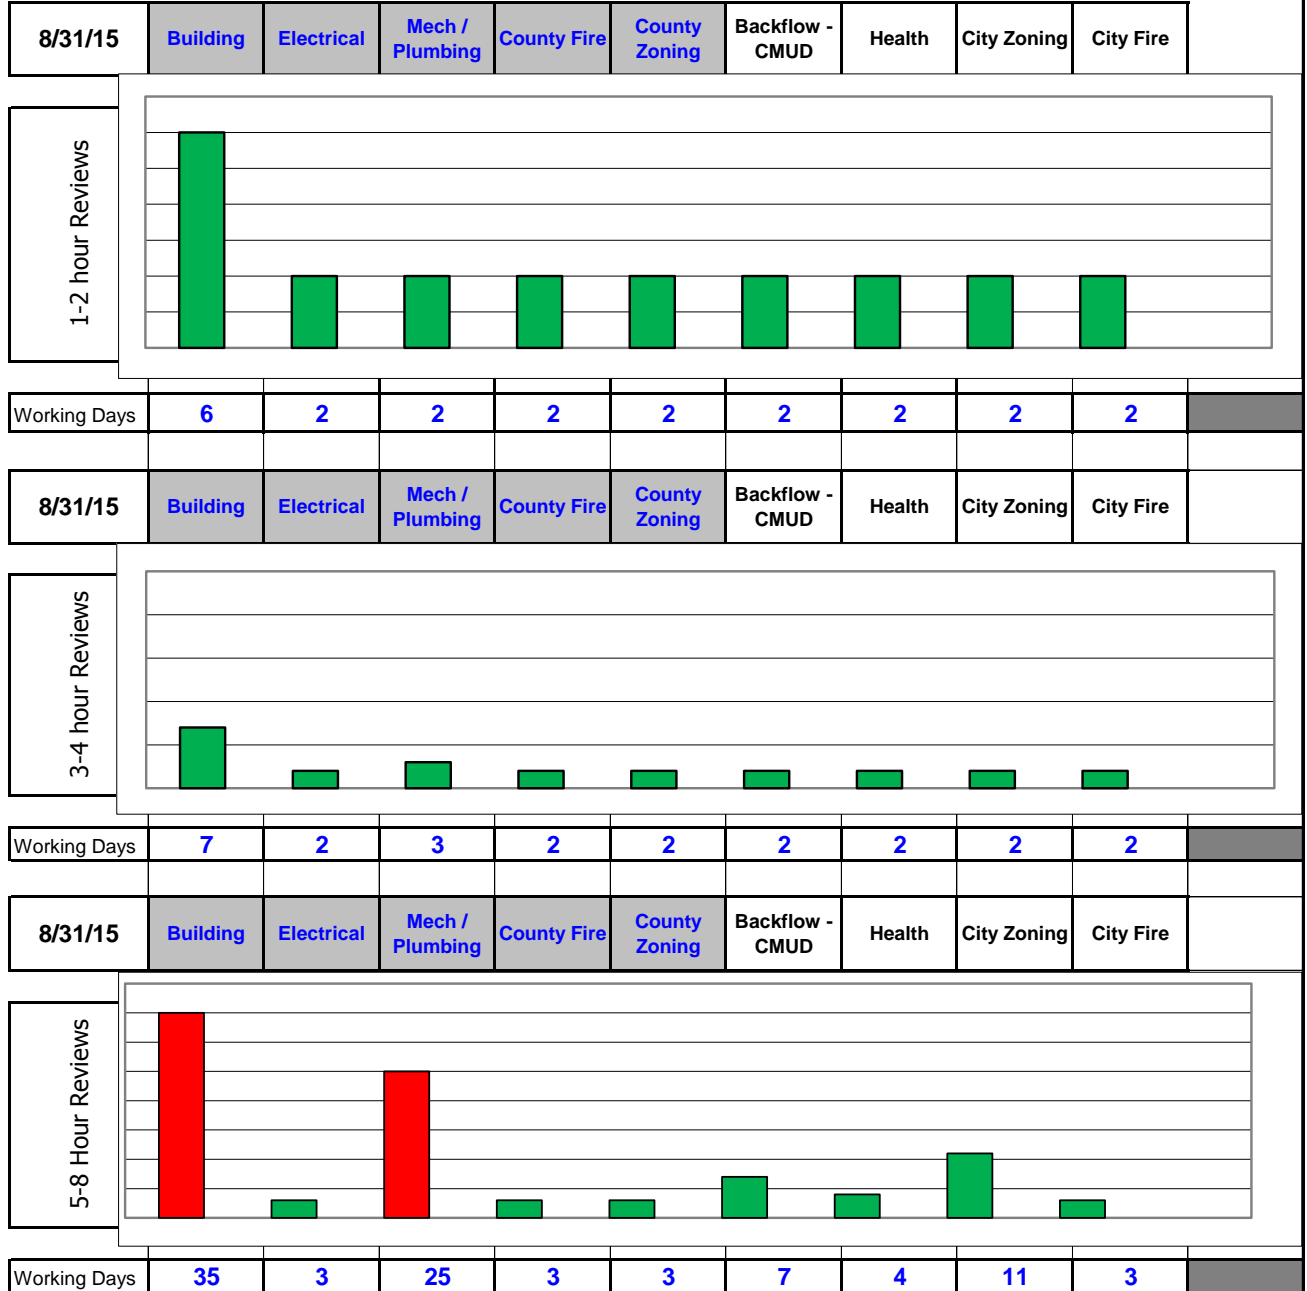 8/31/15 Building Electrical Mech / Plumbing County Fire County Zoning Backflow - CMUD Health City Zoning City Fire
1-2 hour Reviews
Working Days 6 2 2 2 2 2 2 2 2
8/31/15 Building Electrical Mech / Plumbing County Fire County Zoning Backflow - CMUD Health City Zoning City Fire
3-4 hour Reviews
Working Days 7 2 3 2 2 2 2 2 2
8/31/15 Building Electrical Mech / Plumbing County Fire County Zoning Backflow - CMUD Health City Zoning City Fire
5-8 Hour Reviews
Working Days 35 3 25 3 3 7 4 11 3